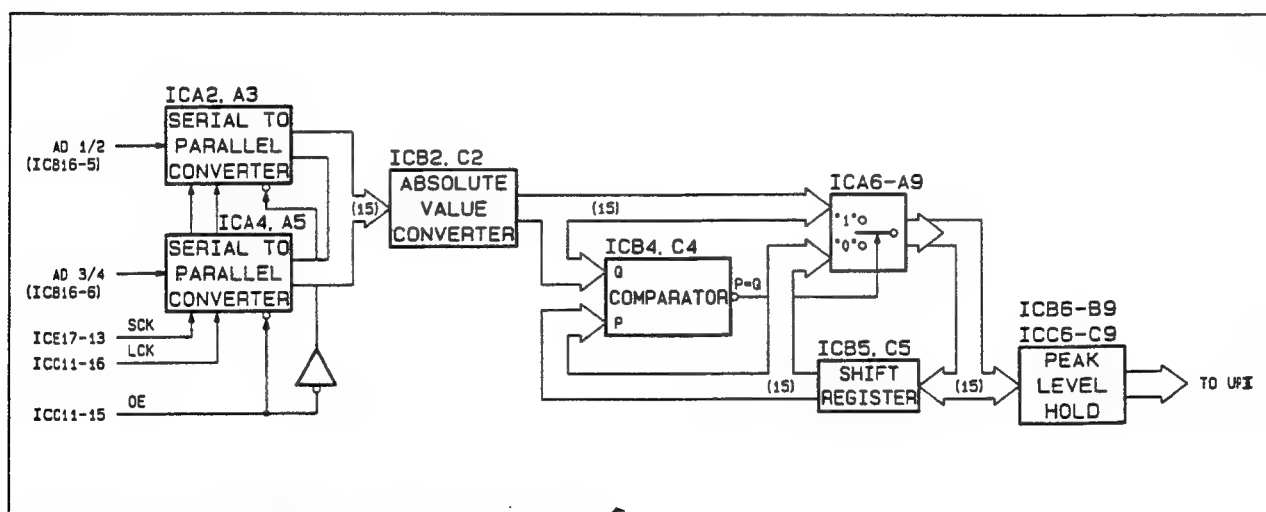 ICA2, A3
SERIAL TO
PARALLEL
CONVERTER
AD 1/2
(ICB16-5)
ICA4, A5
SERIAL TO
PARALLEL
CONVERTER
AD 3/4
(ICB16-6)
ICE17-13
SCK
ICC11-16
LCK
ICC11-15
OE
(15)
ICB2, C2
ABSOLUTE
VALUE
CONVERTER
(15)
ICB4, C4
Q
COMPARATOR
P
P=Q
ICA6-A9
"1"
"0"
ICB5, C5
SHIFT
REGISTER
(15)
(15)
ICB6-B9
ICC6-C9
PEAK
LEVEL
HOLD
TO UPI